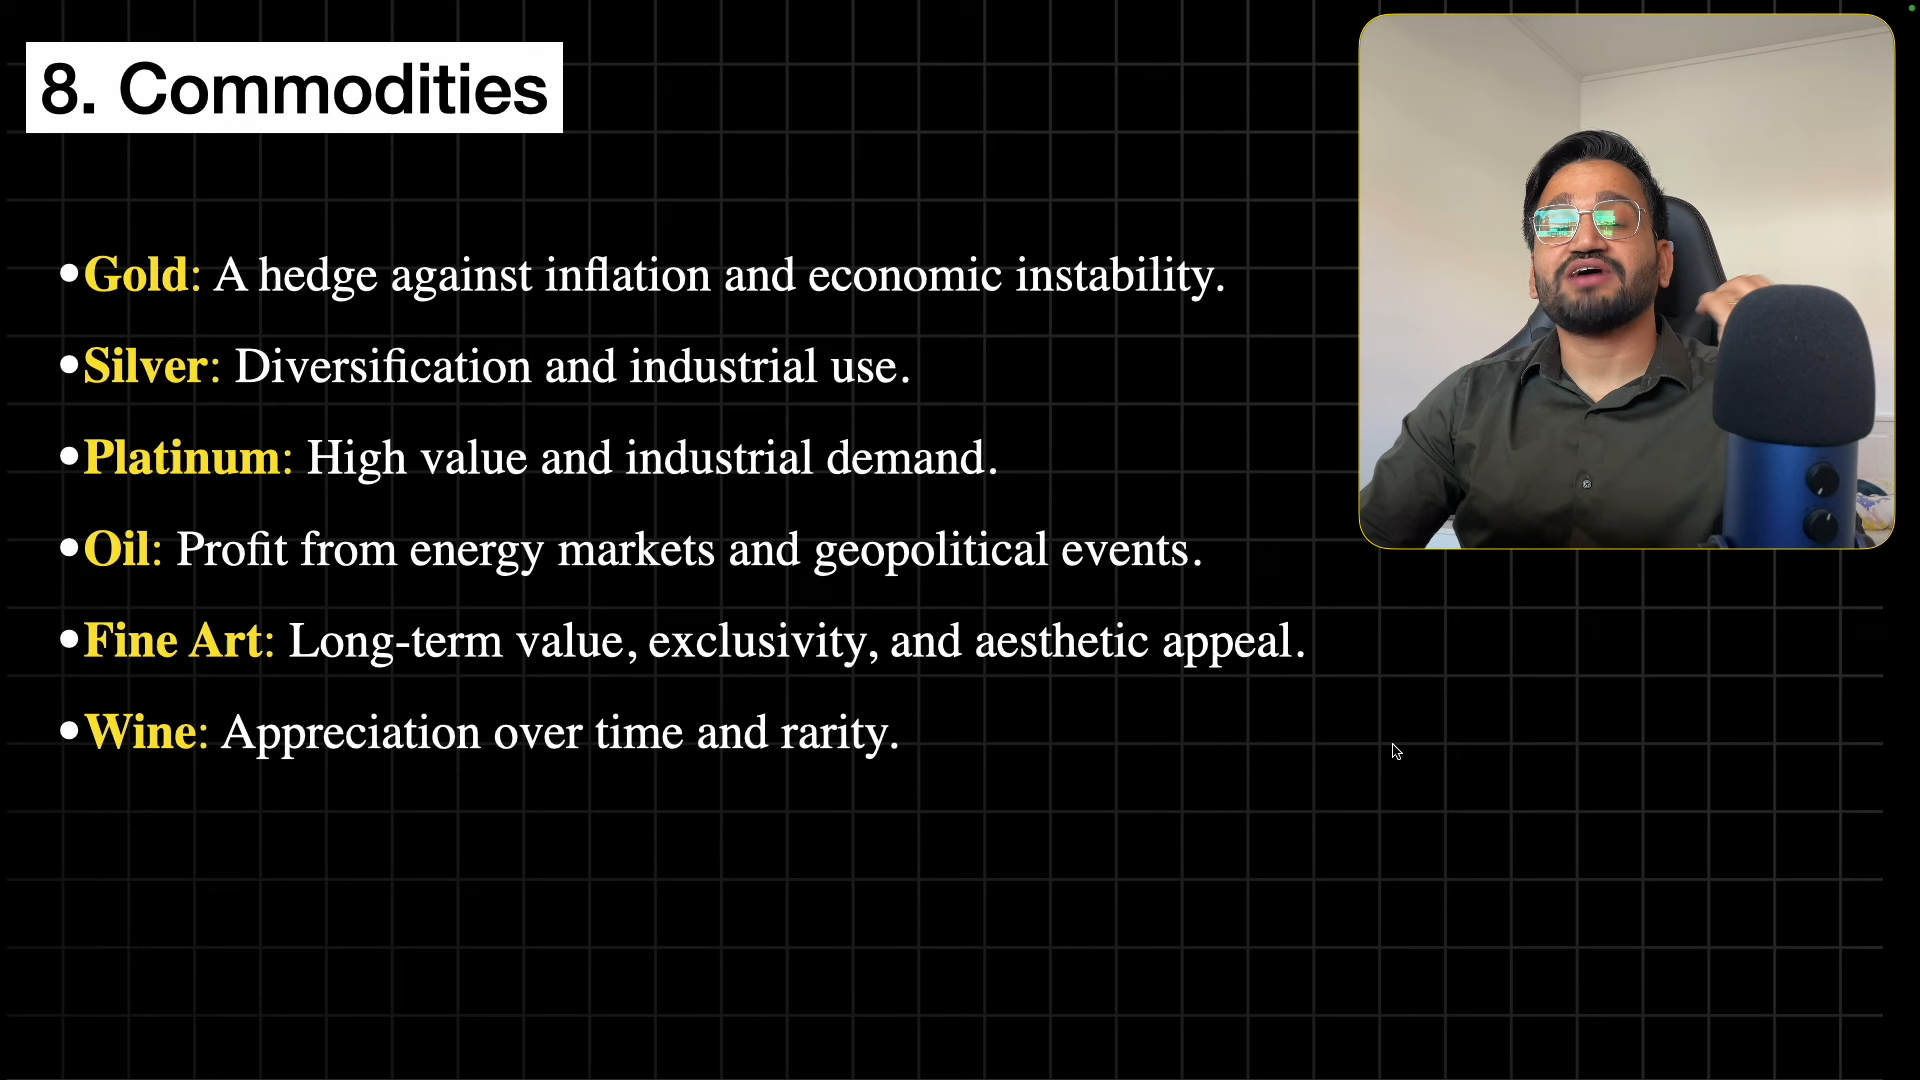 8. Commodities
•Gold: A hedge against inflation and economic instability.
•Silver: Diversification and industrial use.
•Platinum: High value and industrial demand.
•Oil: Profit from energy markets and geopolitical events.
•Fine Art: Long-term value, exclusivity, and aesthetic appeal.
•Wine: Appreciation over time and rarity.